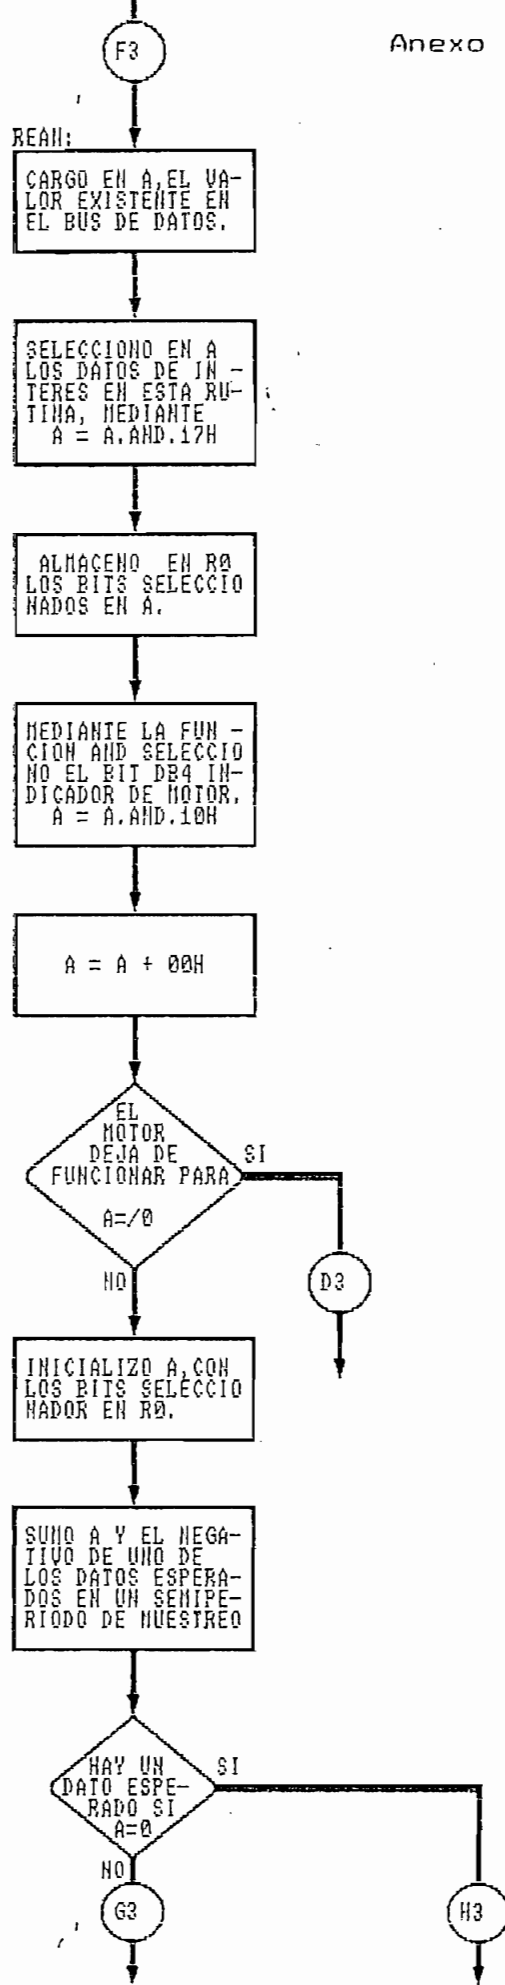 F3
Anexo
REAN:
CARGO EN A,EL VA-
LOR EXISTENTE EN
EL BUS DE DATOS.
SELECCIONO EN A
LOS DATOS DE IN -
TERES EN ESTA RU-
TINA, MEDIANTE
A = A.AND.17H
ALMACENO EN R0
LOS BITS SELECCIO
NADOS EN A.
MEDIANTE LA FUN -
CION AND SELECCIO
NO EL BIT DB4 IN-
DICADOR DE MOTOR.
A = A.AND.10H
A = A + 00H
EL
MOTOR
DEJA DE
FUNCIONAR PARA
A=/0
SI
NO
D3
INICIALIZO A,CON
LOS BITS SELECCIO
NADOR EN R0.
SUMO A Y EL NEGA-
TIVO DE UNO DE
LOS DATOS ESPERA-
DOS EN UN SEMIPE-
RIODO DE MUESTREO
HAY UN
DATO ESPE-
RADO SI
A=0
SI
NO
G3
H3